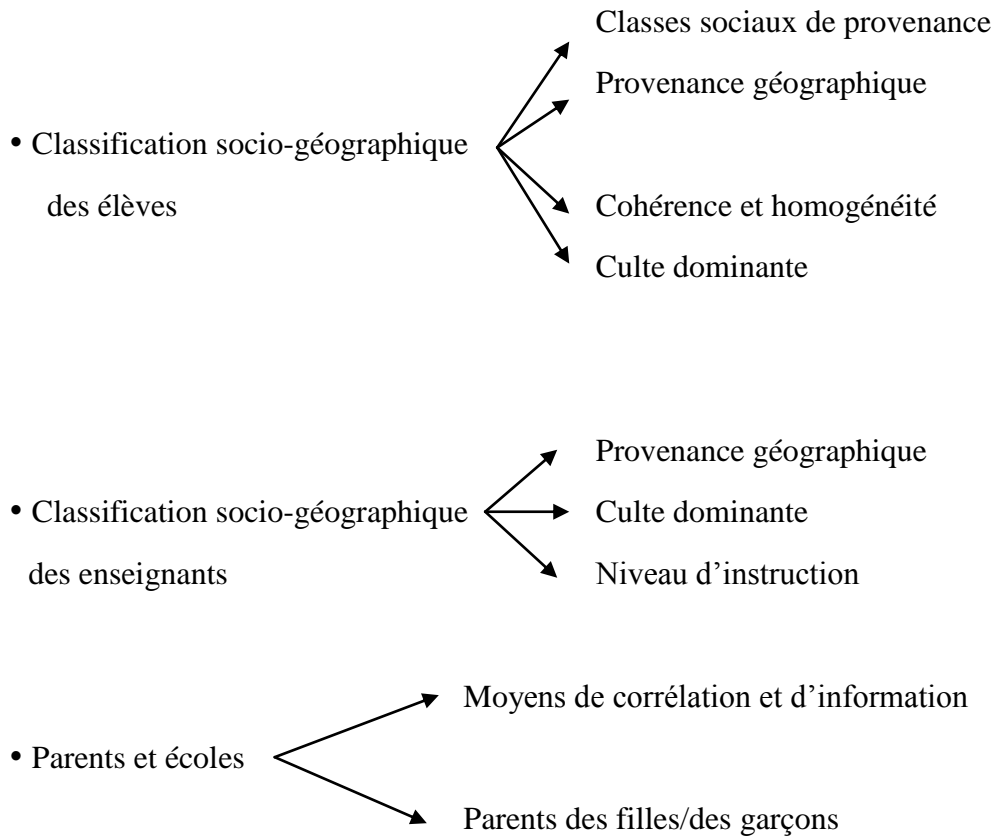 Classes sociaux de provenance
Provenance géographique
• Classification socio-géographique
des élèves
Cohérence et homogénéité
Culte dominante
Provenance géographique
• Classification socio-géographique
Culte dominante
des enseignants
Niveau d’instruction
Moyens de corrélation et d’information
• Parents et écoles
Parents des filles/des garçons